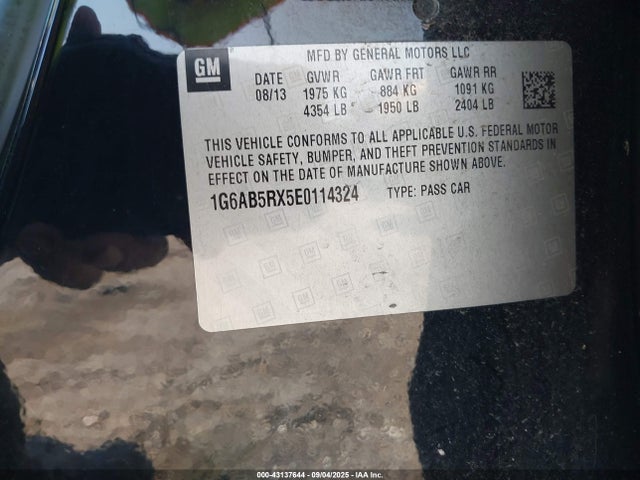 MFD BY GENERAL MOTORS LLC
GM
DATE GVWR GAWR FRT GAWR RR
08/13 1975 KG 884 KG 1091 KG
4354 LB 1950 LB 2404 LB
THIS VEHICLE CONFORMS TO ALL APPLICABLE U.S. FEDERAL MOTOR
VEHICLE SAFETY, BUMPER, AND THEFT PREVENTION STANDARDS IN
EFFECT ON THE DATE OF MANUFACTURE SHOWN ABOVE.
1G6AB5RX5E0114324 TYPE: PASS CAR
000-43137644 - 09/04/2025 - IAA Inc.